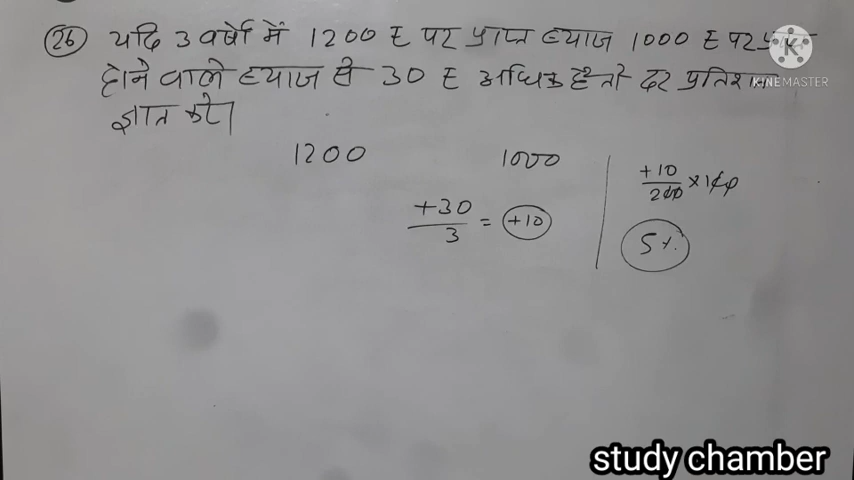 (26) यदि 3 वर्षो में 1200 ₹ पर प्राप्त ब्याज 1000 ₹ पर
होने वाले ब्याज से 30 ₹ अधिक है तो दर प्रतिशत
ज्ञात करे।
1200 1000
+30/3 = +10
+10/200 × 100
5%
K
KINEMASTER
study chamber